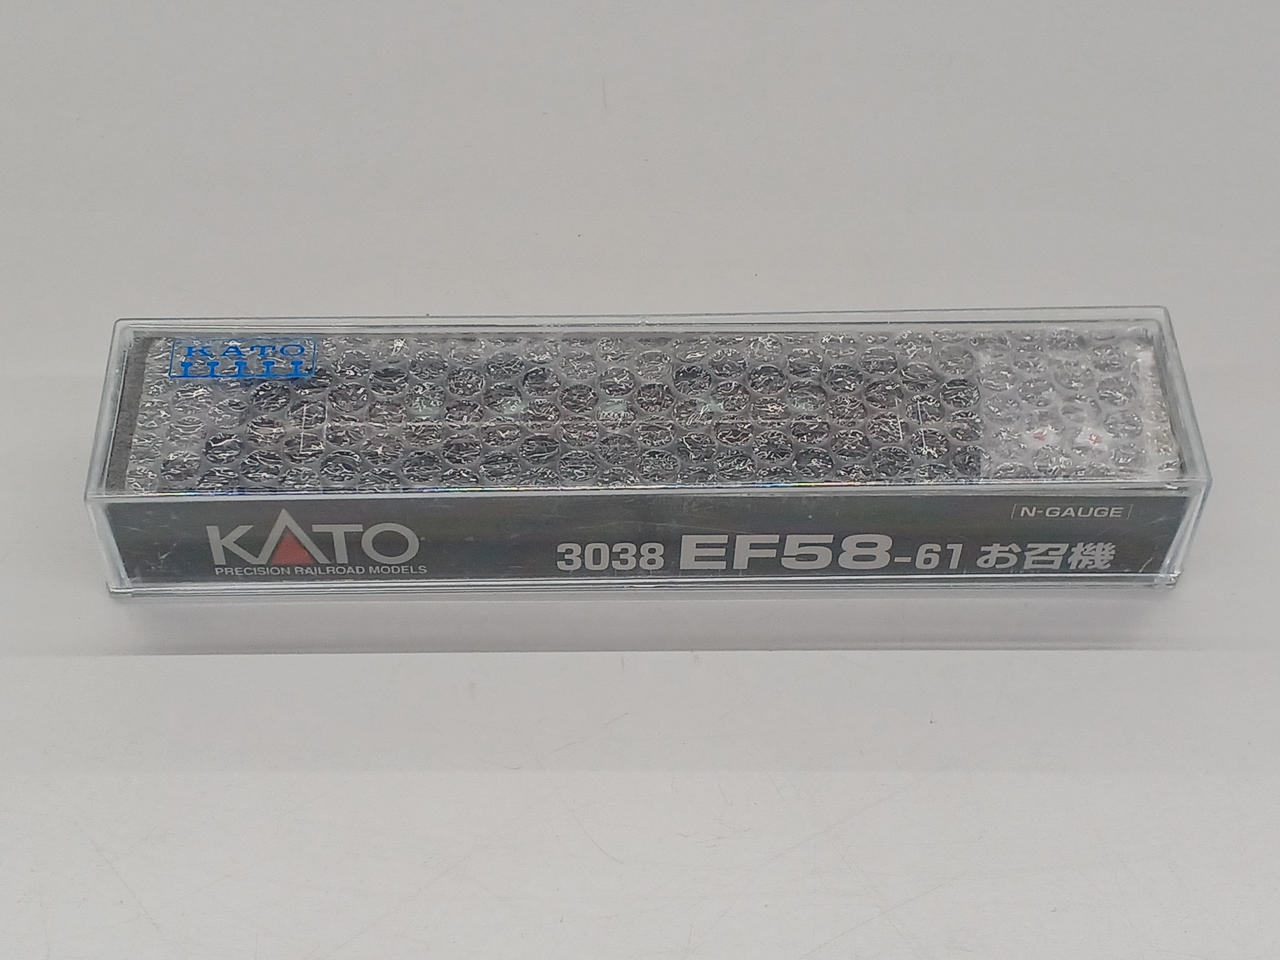 KATO
N-GAUGE
KATO
PRECISION RAILROAD MODELS
3038 EF58-61 お召機